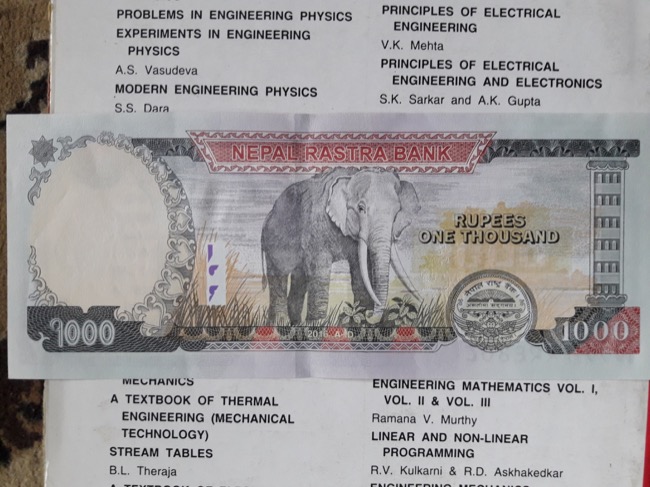 PROBLEMS IN ENGINEERING PHYSICS
EXPERIMENTS IN ENGINEERING
PHYSICS
A.S. Vasudeva
MODERN ENGINEERING PHYSICS
S.S. Dara
PRINCIPLES OF ELECTRICAL
ENGINEERING
V.K. Mehta
PRINCIPLES OF ELECTRICAL
ENGINEERING AND ELECTRONICS
S.K. Sarkar and A.K. Gupta
NEPAL RASTRA BANK
RUPEES
ONE THOUSAND
1000
1000
MECHANICS
A TEXTBOOK OF THERMAL
ENGINEERING (MECHANICAL
TECHNOLOGY)
STREAM TABLES
B.L. Theraja
ENGINEERING MATHEMATICS VOL. I,
VOL. II & VOL. III
Ramana V. Murthy
LINEAR AND NON-LINEAR
PROGRAMMING
R.V. Kulkarni & R.D. Askhakedkar
ENGINEERING MECHANICS